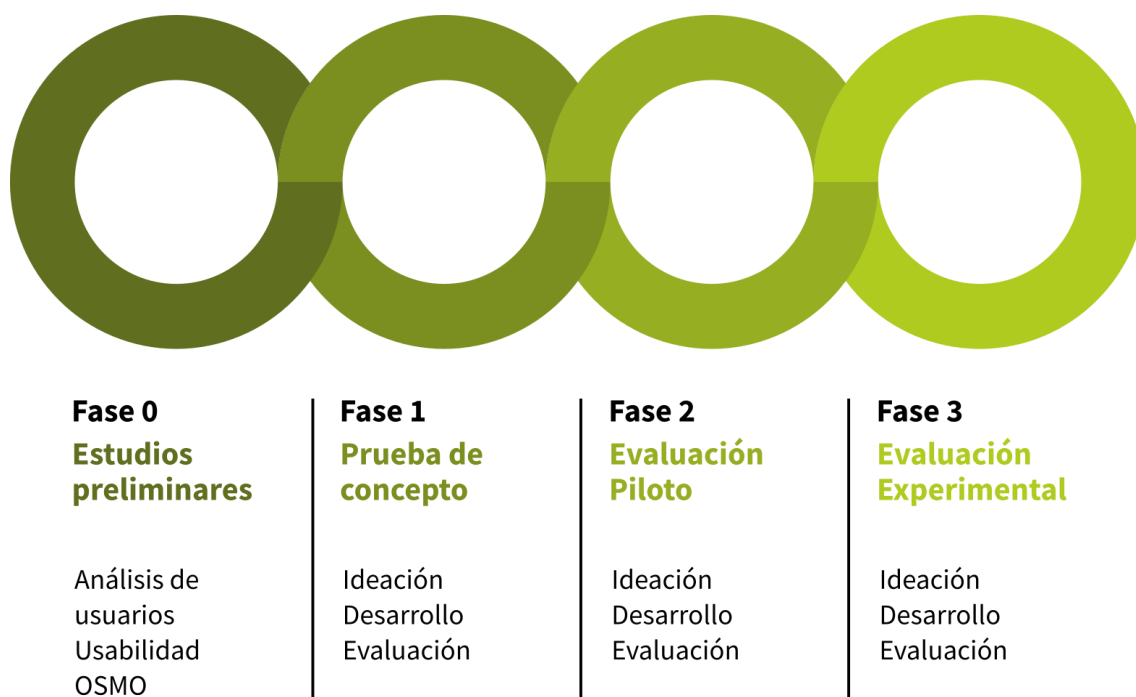 Fase 0
Estudios
preliminares
Análisis de
usuarios
Usabilidad
OSMO
Fase 1
Prueba de
concepto
Ideación
Desarrollo
Evaluación
Fase 2
Evaluación
Piloto
Ideación
Desarrollo
Evaluación
Fase 3
Evaluación
Experimental
Ideación
Desarrollo
Evaluación